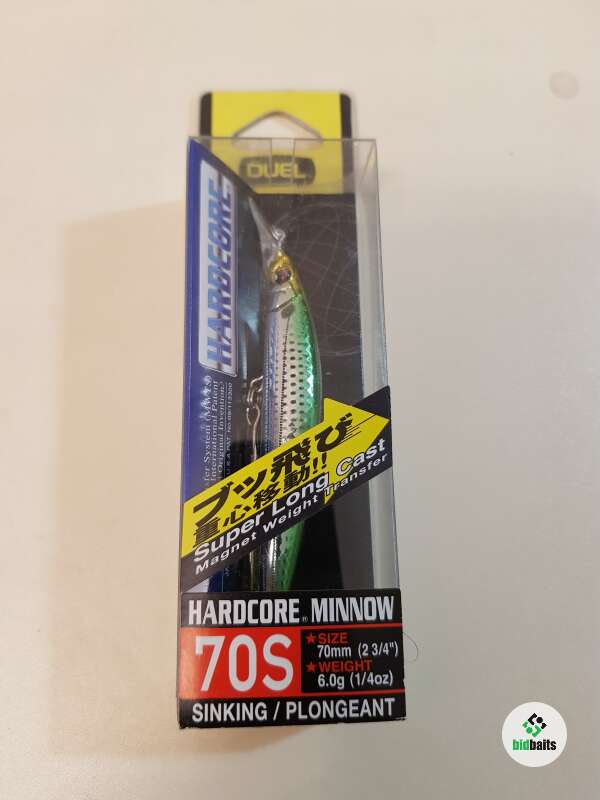 DUEL
HARDCORE
ブッ飛び
重心移動!!
Super Long Cast
Magnet Weight Transfer
HARDCORE® MINNOW
70S
★SIZE
70mm (2 3/4")
★WEIGHT
6.0g (1/4oz)
SINKING / PLONGEANT
bidbaits